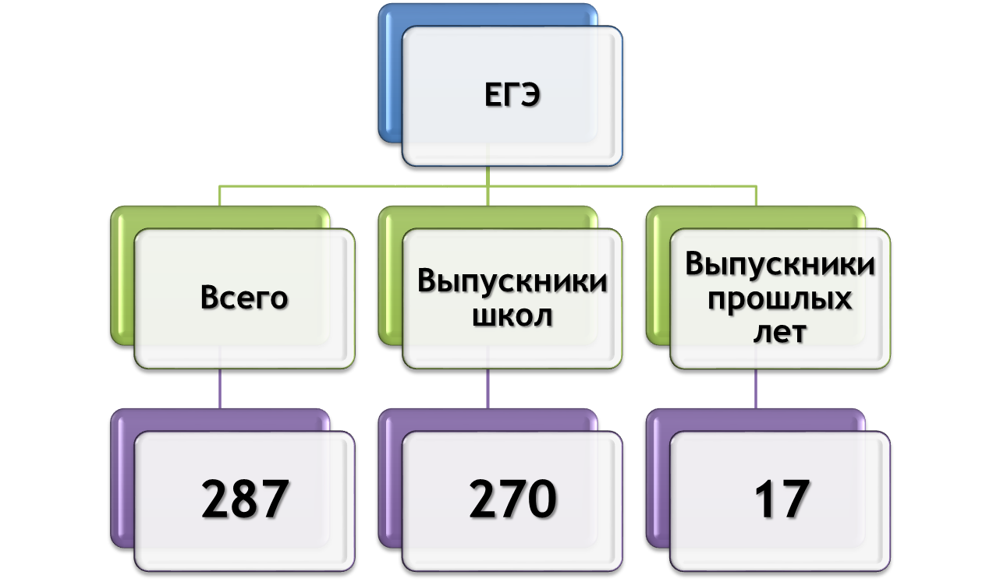 ЕГЭ
Всего
Выпускники
школ
Выпускники
прошлых
лет
287
270
17